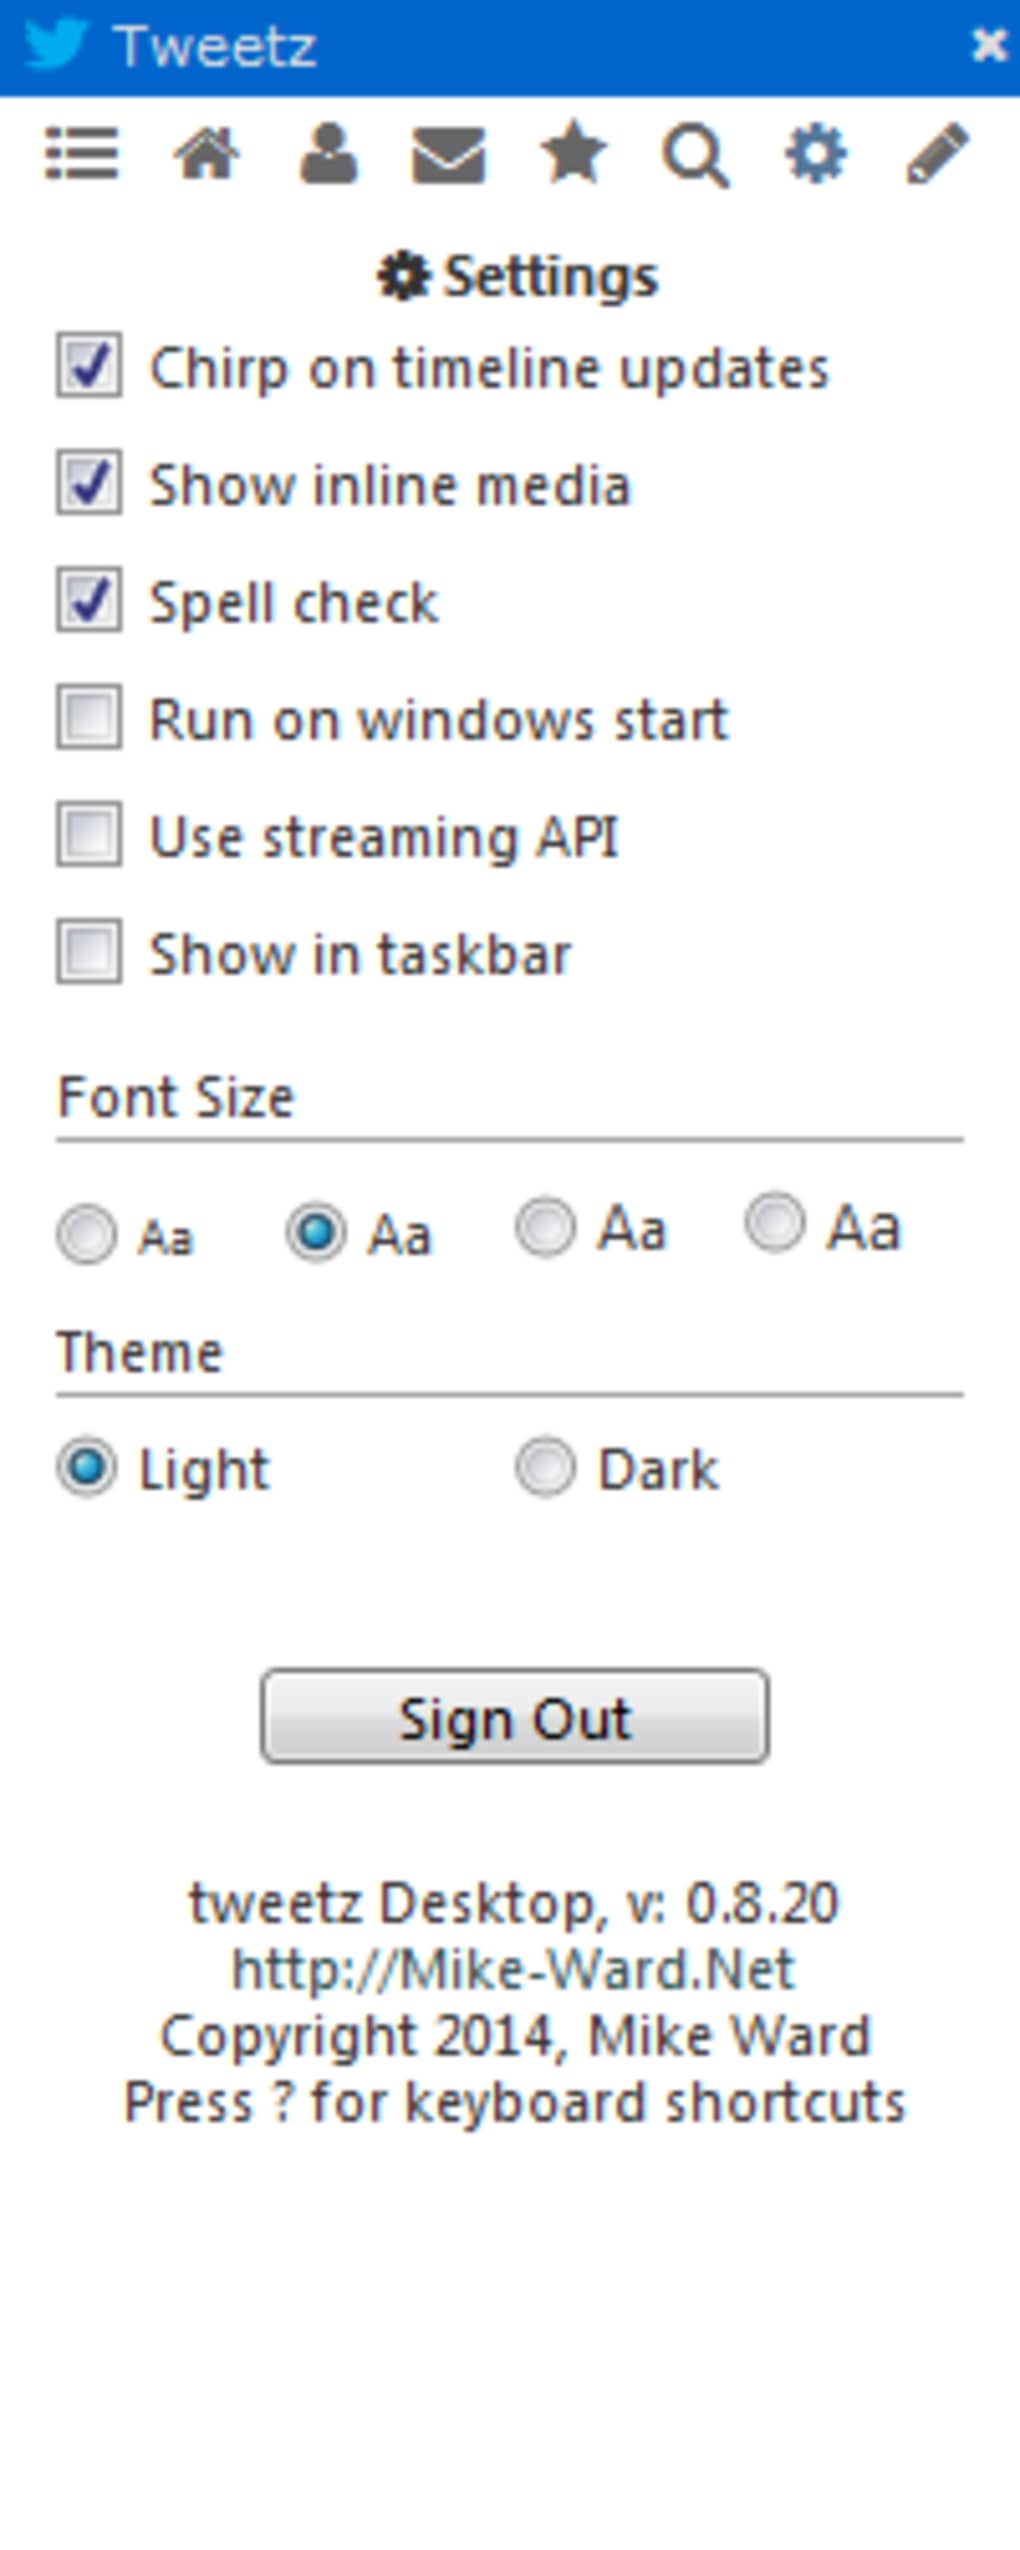 Tweetz
Settings
Chirp on timeline updates
Show inline media
Spell check
Run on windows start
Use streaming API
Show in taskbar
Font Size
Aa Aa Aa Aa
Theme
Light Dark
Sign Out
tweetz Desktop, v: 0.8.20
http://Mike-Ward.Net
Copyright 2014, Mike Ward
Press ? for keyboard shortcuts